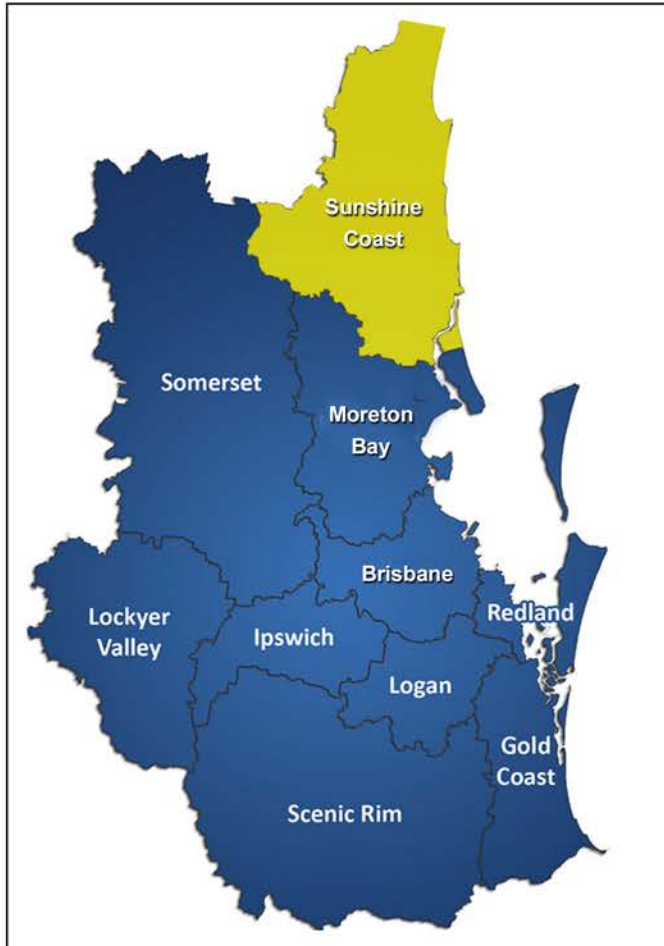 Sunshine
Coast
Somerset
Moreton
Bay
Brisbane
Lockyer
Valley
Ipswich
Redland
Logan
Gold
Coast
Scenic Rim